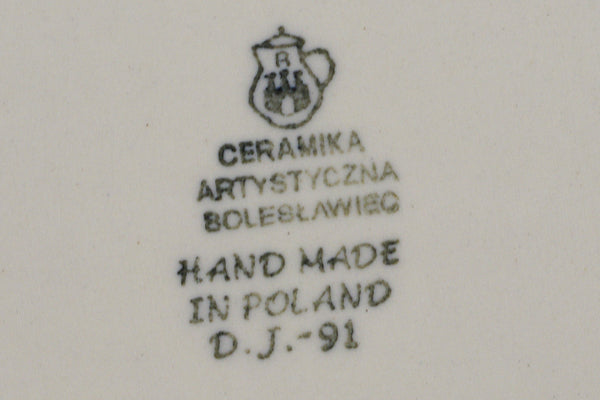 R
CERAMIKA
ARTYSTYCZNA
BOLESŁAWIEC
HAND MADE
IN POLAND
D.J.-91